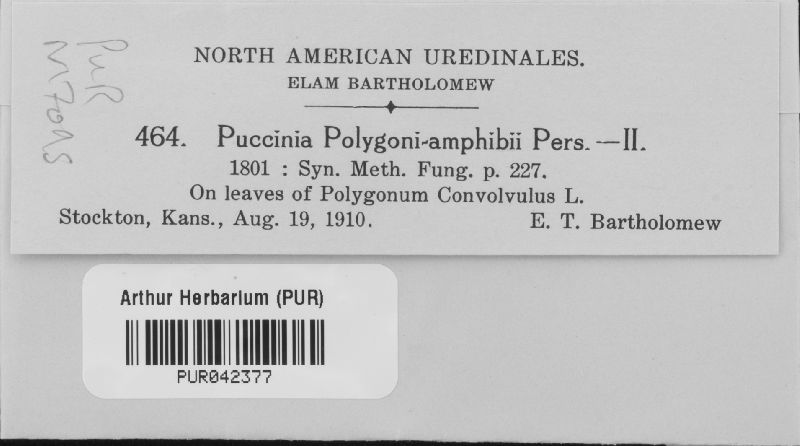 NORTH AMERICAN UREDINALES.
ELAM BARTHOLOMEW
464. Puccinia Polygoni-amphibii Pers.—II.
1801 : Syn. Meth. Fung. p. 227.
On leaves of Polygonum Convolvulus L.
Stockton, Kans., Aug. 19, 1910. E. T. Bartholomew
PUR
Arthur Herbarium (PUR)
PUR042377